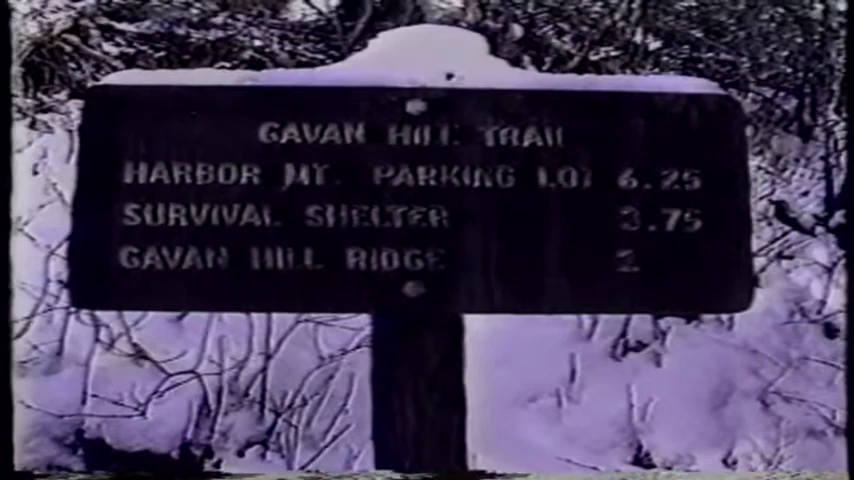 GAVAN HILL TRAIL
HARBOR MT. PARKING LOT 6.25
SURVIVAL SHELTER 3.75
GAVAN HILL RIDGE 2